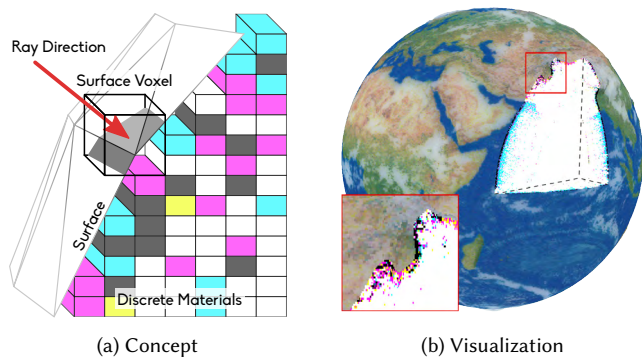 Ray Direction
Surface Voxel
Surface
Discrete Materials
(a) Concept
(b) Visualization